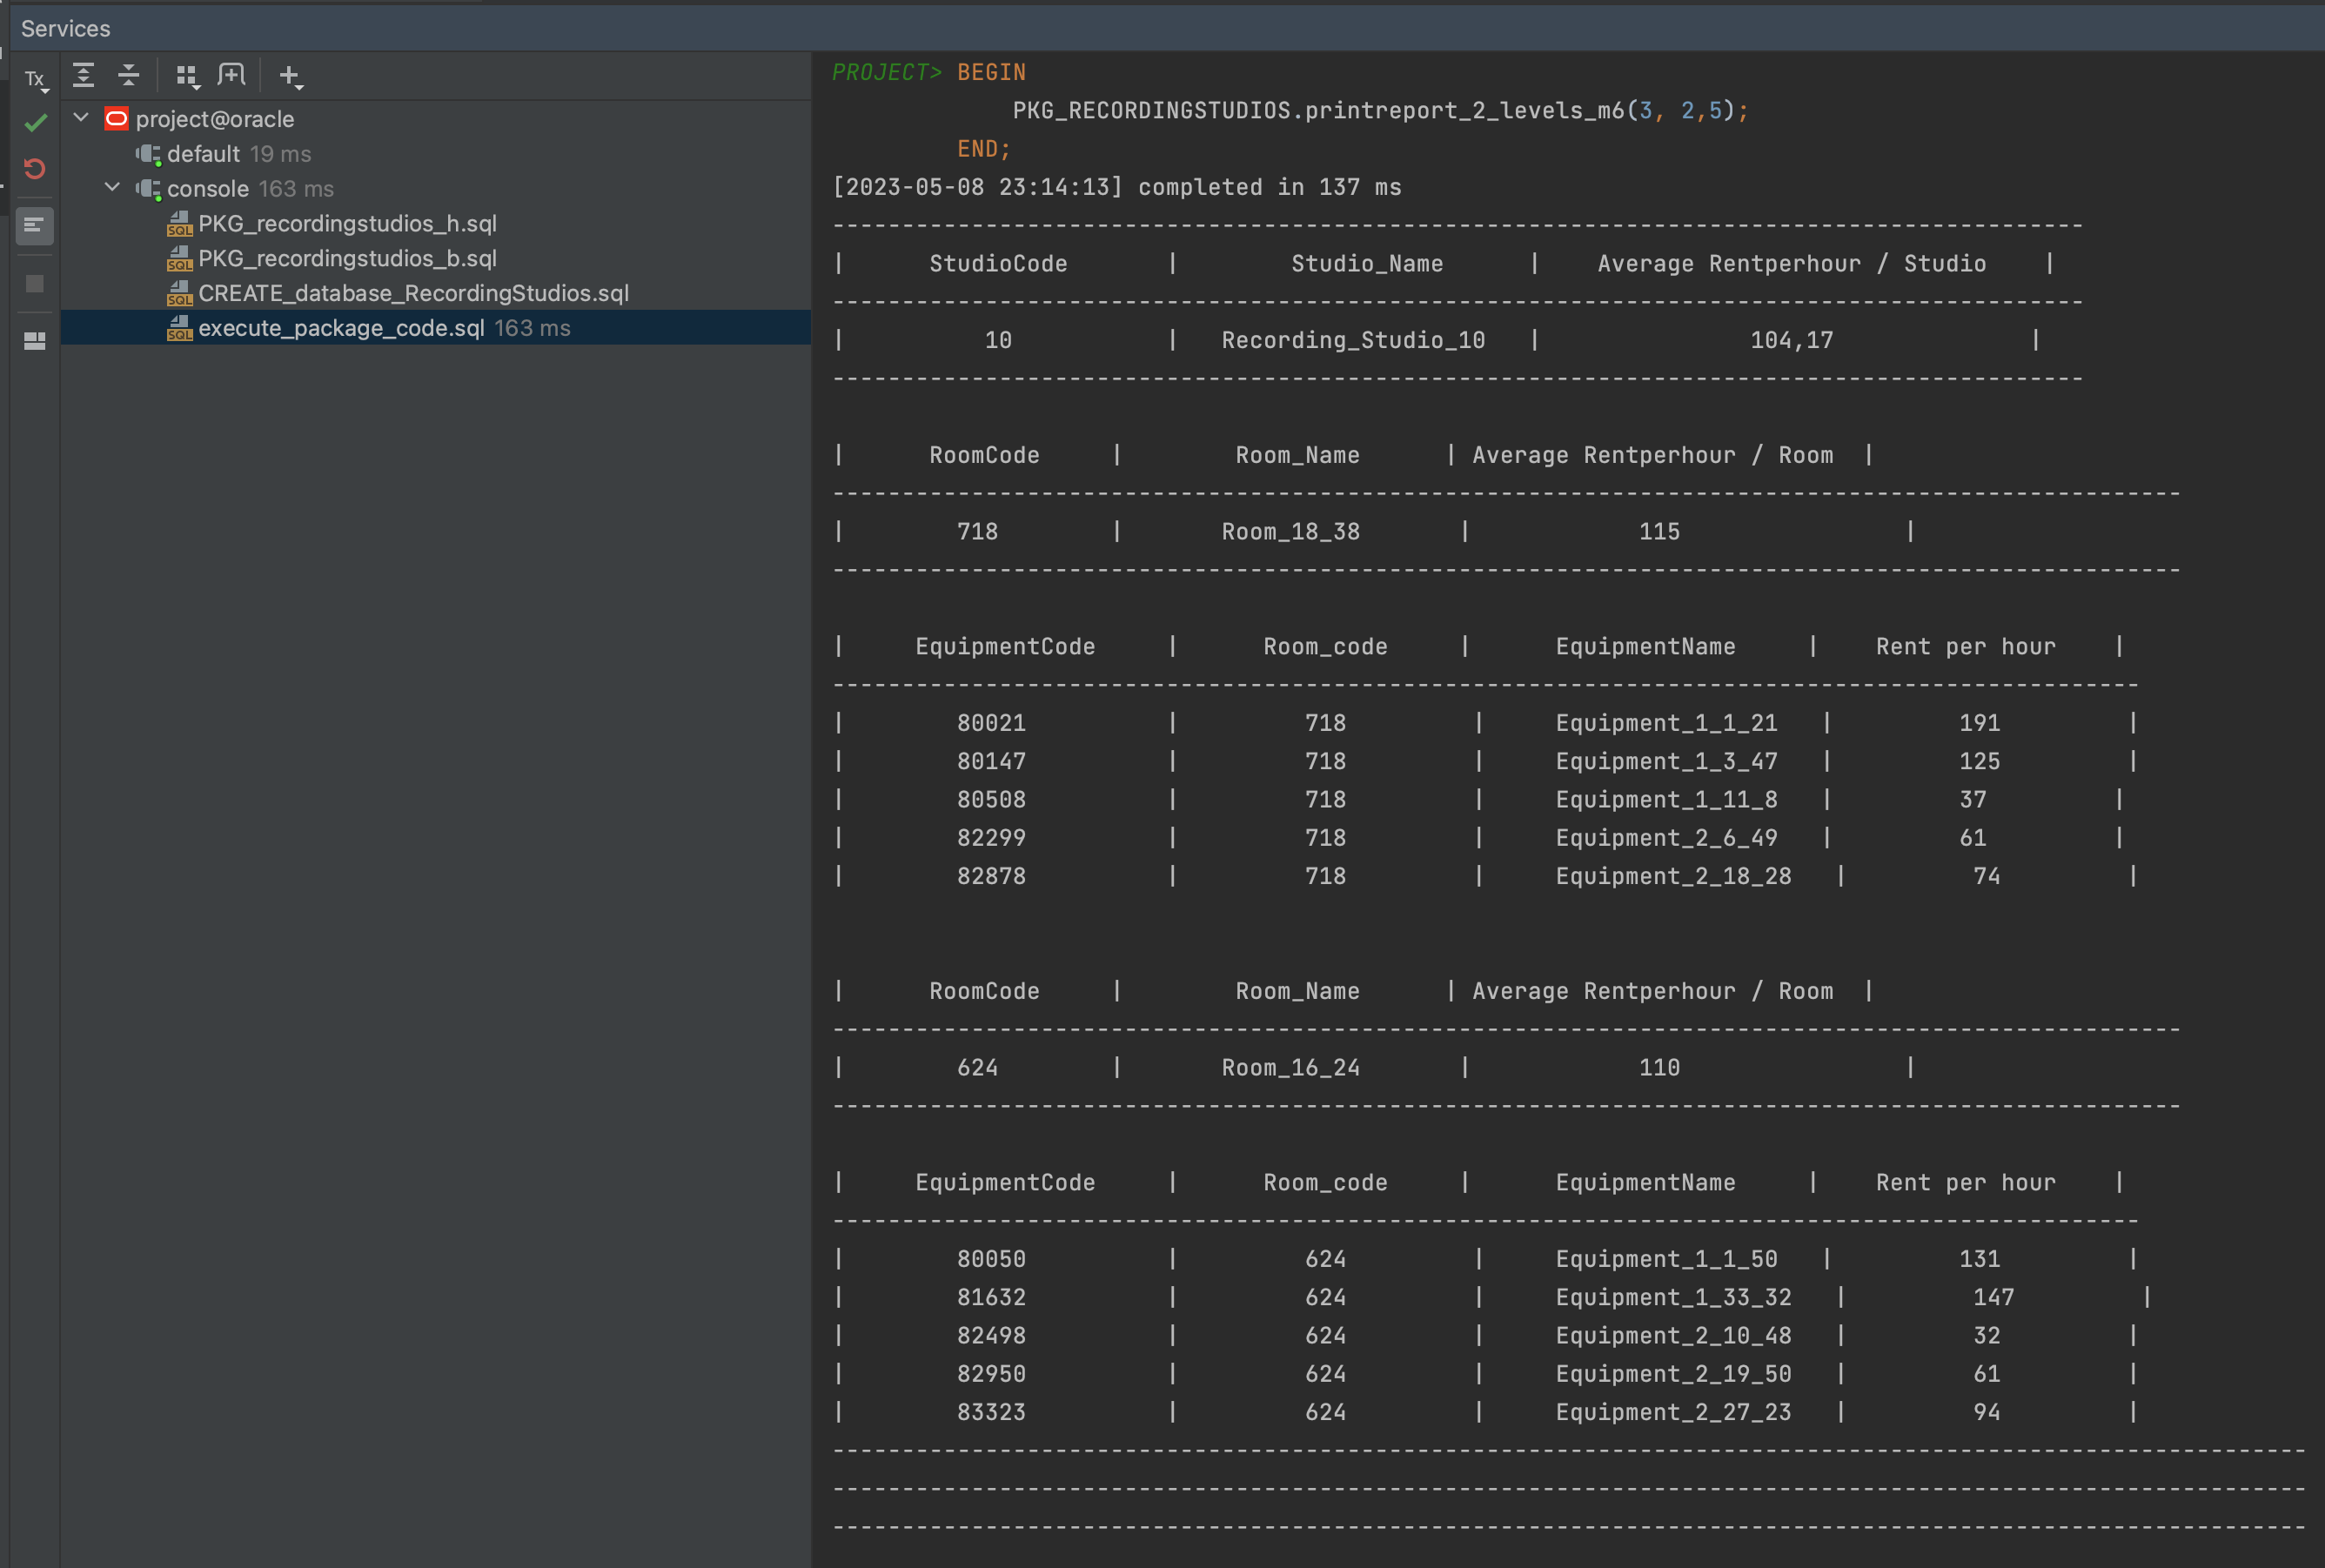 Services
Tx
project@oracle
default 19 ms
console 163 ms
SQL PKG_recordingstudios_h.sql
SQL PKG_recordingstudios_b.sql
SQL CREATE_database_RecordingStudios.sql
SQL execute_package_code.sql 163 ms
PROJECT> BEGIN
PKG_RECORDINGSTUDIOS.printreport_2_levels_m6(3, 2,5);
END;
[2023-05-08 23:14:13] completed in 137 ms
------------------------------------------------------------------------------------------
| StudioCode | Studio_Name | Average Rentperhour / Studio |
------------------------------------------------------------------------------------------
| 10 | Recording_Studio_10 | 104,17 |
------------------------------------------------------------------------------------------
| RoomCode | Room_Name | Average Rentperhour / Room |
-------------------------------------------------------------------------------------------------
| 718 | Room_18_38 | 115 |
-------------------------------------------------------------------------------------------------
| EquipmentCode | Room_code | EquipmentName | Rent per hour |
----------------------------------------------------------------------------------------------
| 80021 | 718 | Equipment_1_1_21 | 191 |
| 80147 | 718 | Equipment_1_3_47 | 125 |
| 80508 | 718 | Equipment_1_11_8 | 37 |
| 82299 | 718 | Equipment_2_6_49 | 61 |
| 82878 | 718 | Equipment_2_18_28 | 74 |
| RoomCode | Room_Name | Average Rentperhour / Room |
-------------------------------------------------------------------------------------------------
| 624 | Room_16_24 | 110 |
-------------------------------------------------------------------------------------------------
| EquipmentCode | Room_code | EquipmentName | Rent per hour |
----------------------------------------------------------------------------------------------
| 80050 | 624 | Equipment_1_1_50 | 131 |
| 81632 | 624 | Equipment_1_33_32 | 147 |
| 82498 | 624 | Equipment_2_10_48 | 32 |
| 82950 | 624 | Equipment_2_19_50 | 61 |
| 83323 | 624 | Equipment_2_27_23 | 94 |
----------------------------------------------------------------------------------------------------------
----------------------------------------------------------------------------------------------------------
----------------------------------------------------------------------------------------------------------